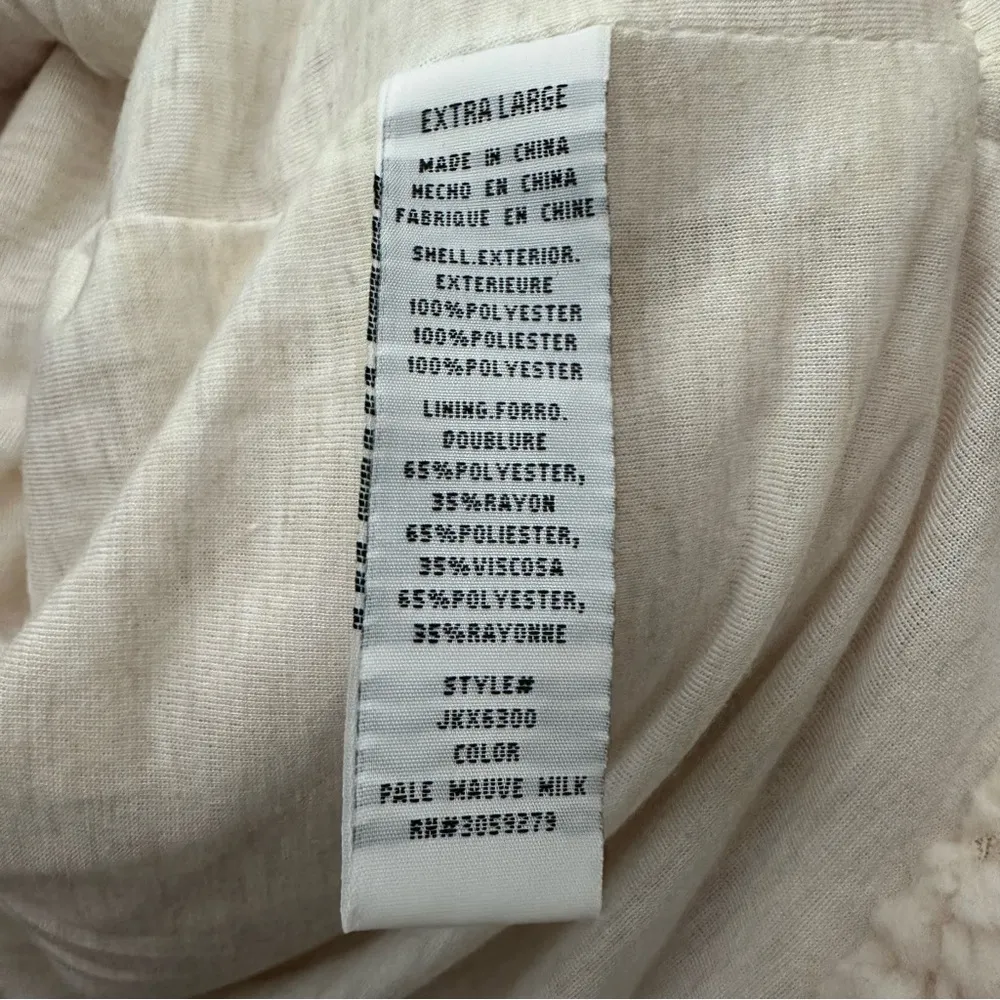 EXTRA LARGE
MADE IN CHINA
HECHO EN CHINA
FABRIQUE EN CHINE
SHELL.EXTERIOR.
EXTERIEURE
100%POLYESTER
100%POLIESTER
100%POLYESTER
LINING.FORRO.
DOUBLURE
65%POLYESTER,
35%RAYON
65%POLIESTER,
35%VISCOSA
65%POLYESTER,
35%RAYONNE
STYLE#
JKX6300
COLOR
PALE MAUVE MILK
RN#3059279